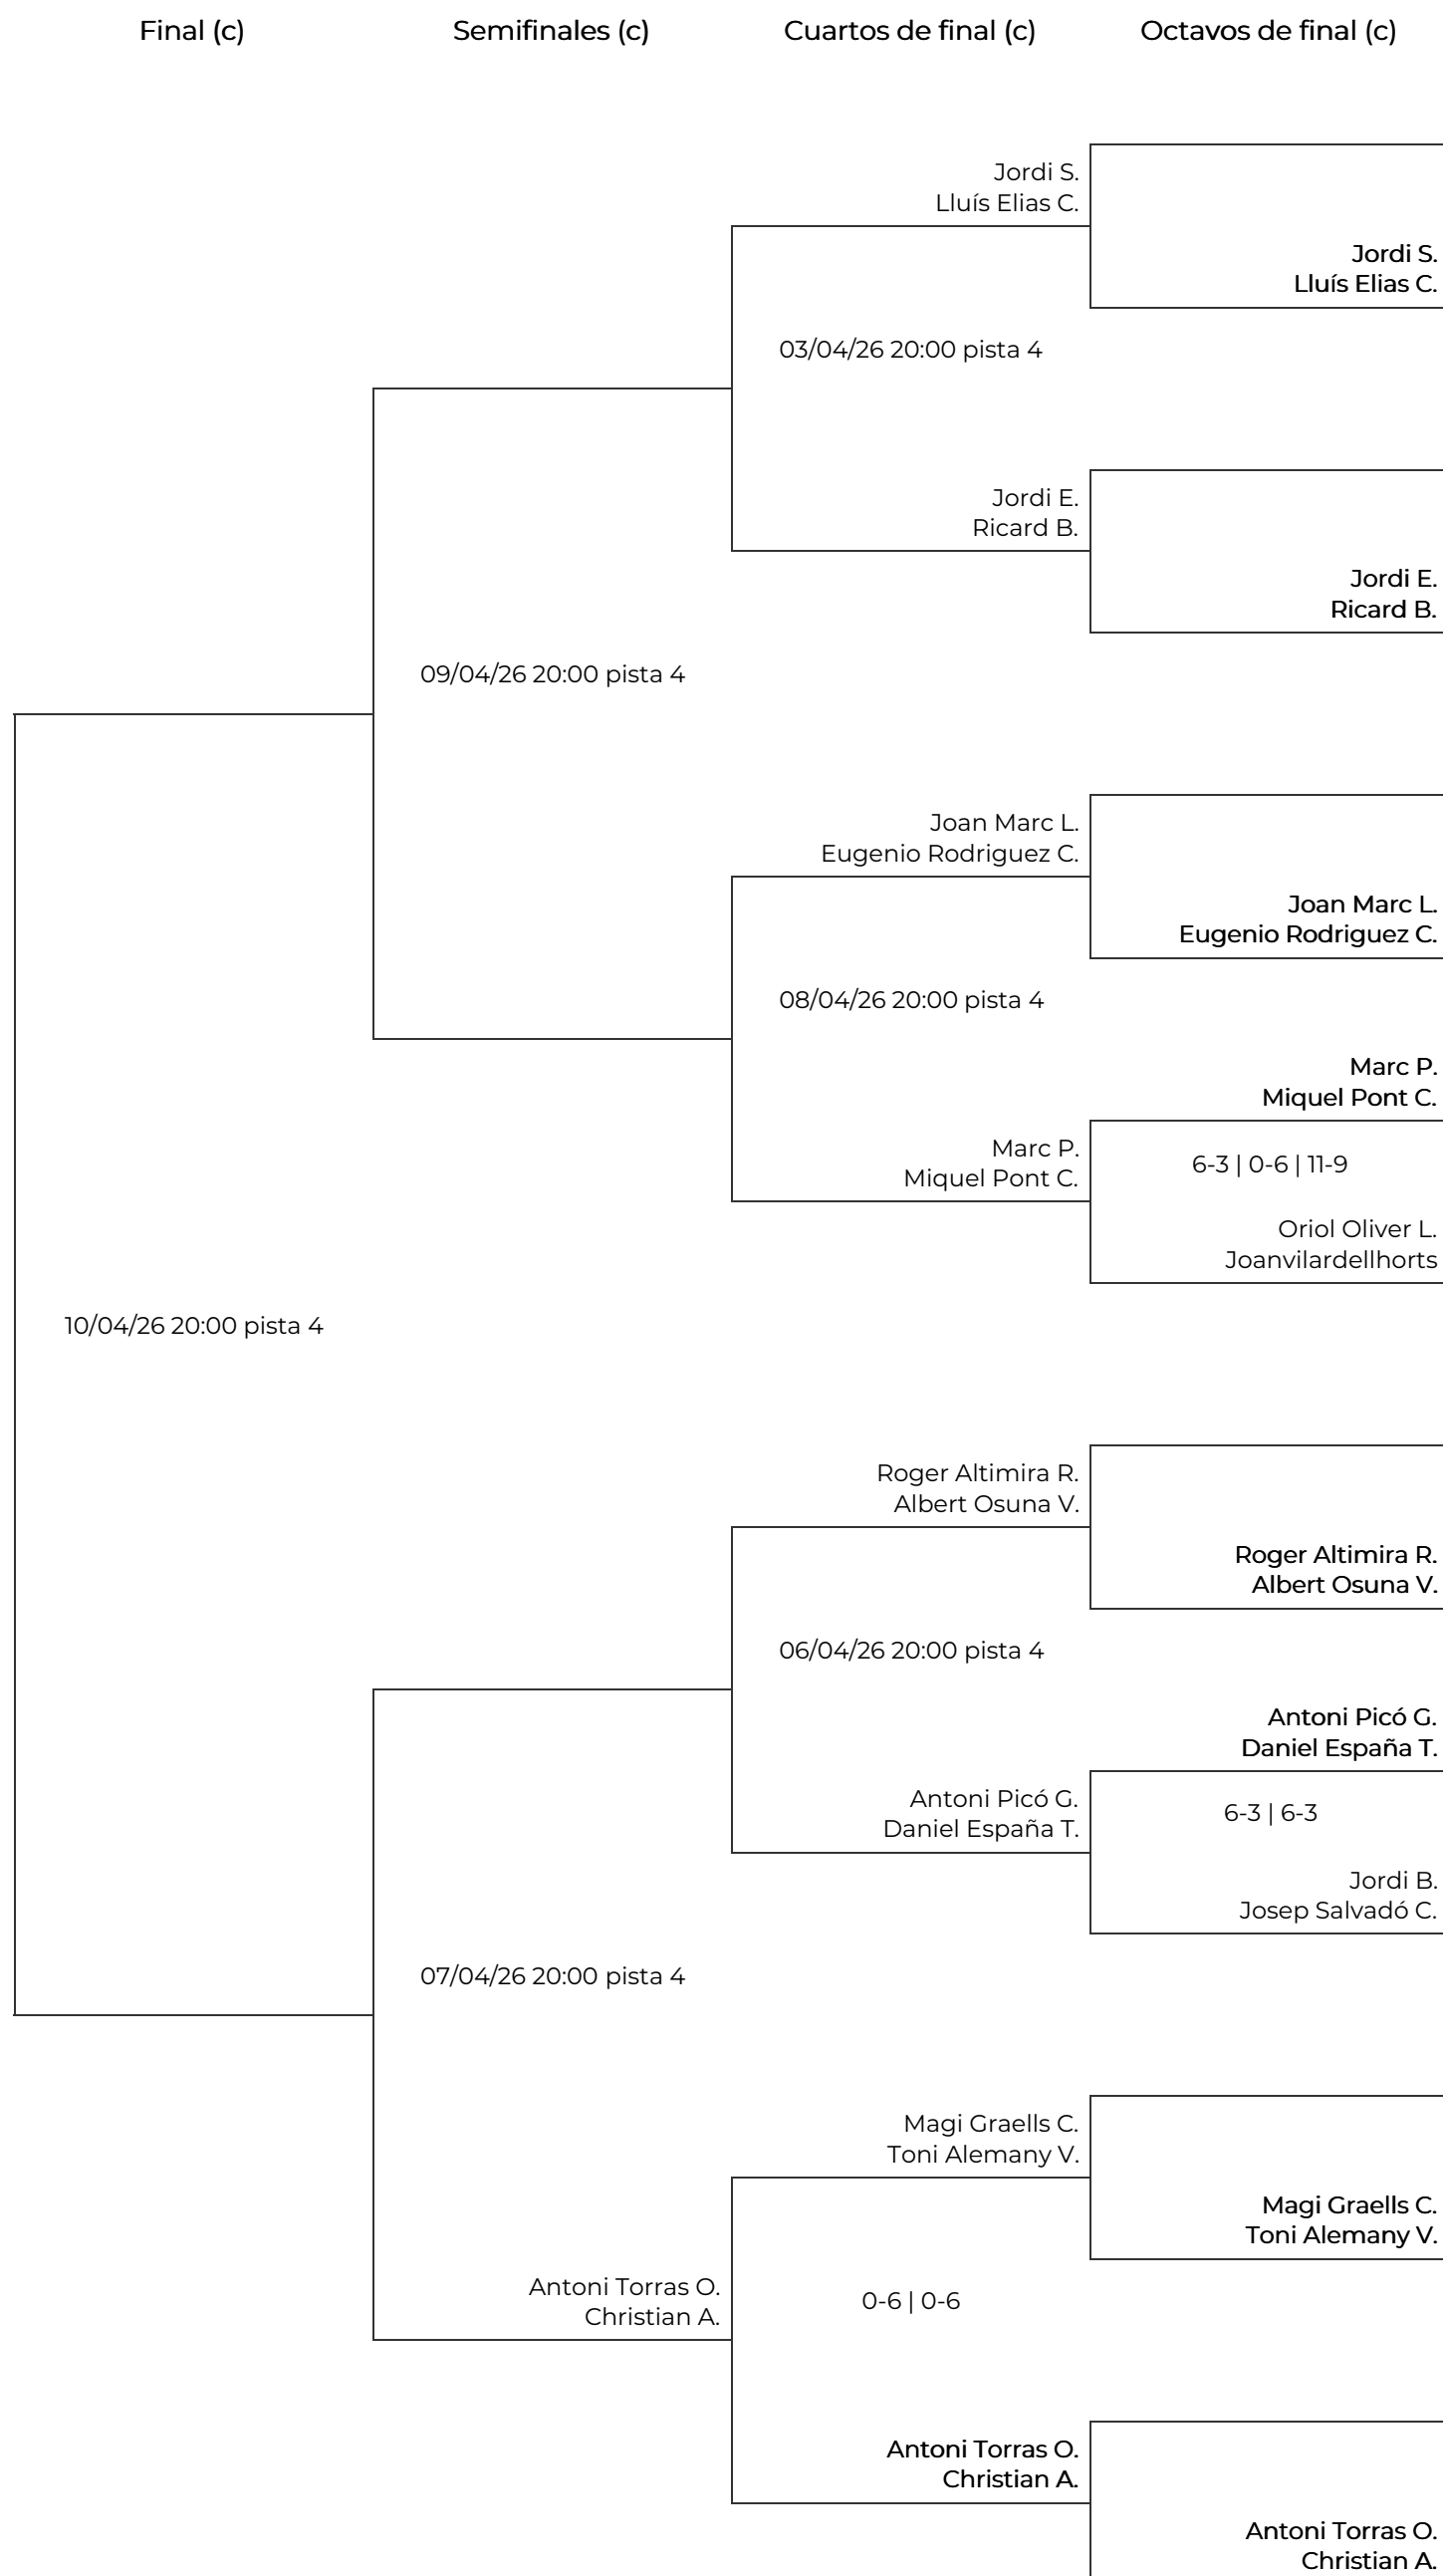 Final (c)
Semifinales (c)
Cuartos de final (c)
Octavos de final (c)
Jordi S.
Lluís Elias C.
Jordi S.
Lluís Elias C.
03/04/26 20:00 pista 4
Jordi E.
Ricard B.
Jordi E.
Ricard B.
09/04/26 20:00 pista 4
Joan Marc L.
Eugenio Rodriguez C.
Joan Marc L.
Eugenio Rodriguez C.
08/04/26 20:00 pista 4
Marc P.
Miquel Pont C.
Marc P.
Miquel Pont C.
6-3 | 0-6 | 11-9
Oriol Oliver L.
Joanvilardellhorts
10/04/26 20:00 pista 4
Roger Altimira R.
Albert Osuna V.
Roger Altimira R.
Albert Osuna V.
06/04/26 20:00 pista 4
Antoni Picó G.
Daniel España T.
Antoni Picó G.
Daniel España T.
6-3 | 6-3
Jordi B.
Josep Salvadó C.
07/04/26 20:00 pista 4
Magi Graells C.
Toni Alemany V.
Magi Graells C.
Toni Alemany V.
Antoni Torras O.
Christian A.
0-6 | 0-6
Antoni Torras O.
Christian A.
Antoni Torras O.
Christian A.